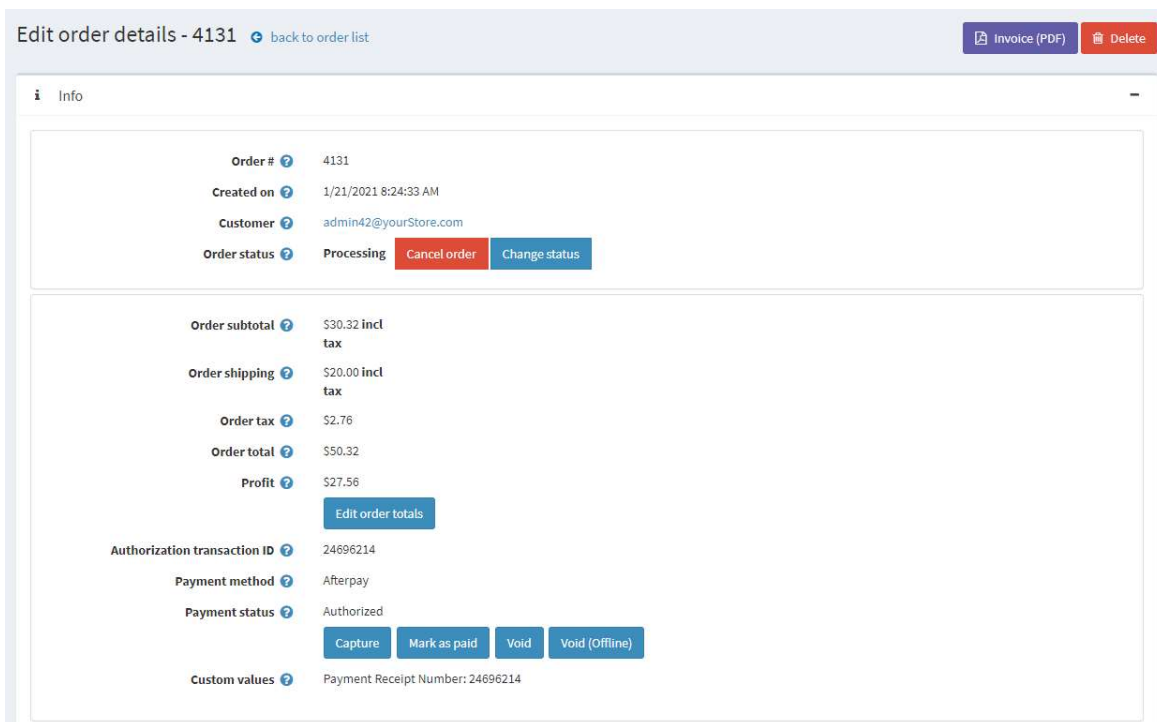 Edit order details - 4131 back to order list
Invoice (PDF) Delete
i Info
Order # 4131
Created on 1/21/2021 8:24:33 AM
Customer admin42@yourStore.com
Order status Processing Cancel order Change status
Order subtotal $30.32 incl
tax
Order shipping $20.00 incl
tax
Order tax $2.76
Order total $50.32
Profit $27.56
Edit order totals
Authorization transaction ID 24696214
Payment method Afterpay
Payment status Authorized
Capture Mark as paid Void Void (Offline)
Custom values Payment Receipt Number: 24696214